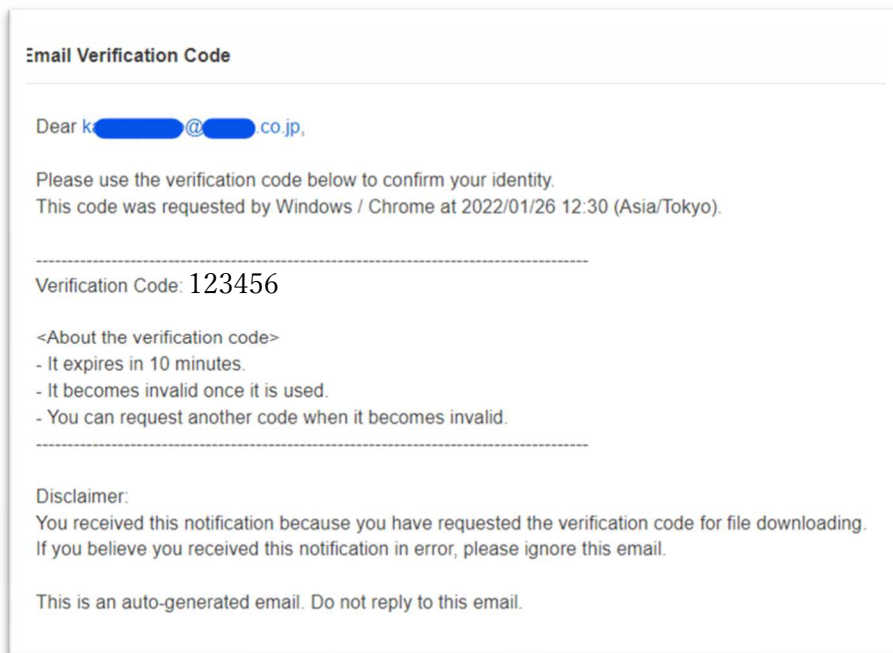 Email Verification Code
Dear k @ .co.jp,
Please use the verification code below to confirm your identity.
This code was requested by Windows / Chrome at 2022/01/26 12:30 (Asia/Tokyo).
--------------------------------------------------------------------------------------------
Verification Code: 123456
<About the verification code>
- It expires in 10 minutes.
- It becomes invalid once it is used.
- You can request another code when it becomes invalid.
--------------------------------------------------------------------------------------------
Disclaimer:
You received this notification because you have requested the verification code for file downloading.
If you believe you received this notification in error, please ignore this email.
This is an auto-generated email. Do not reply to this email.